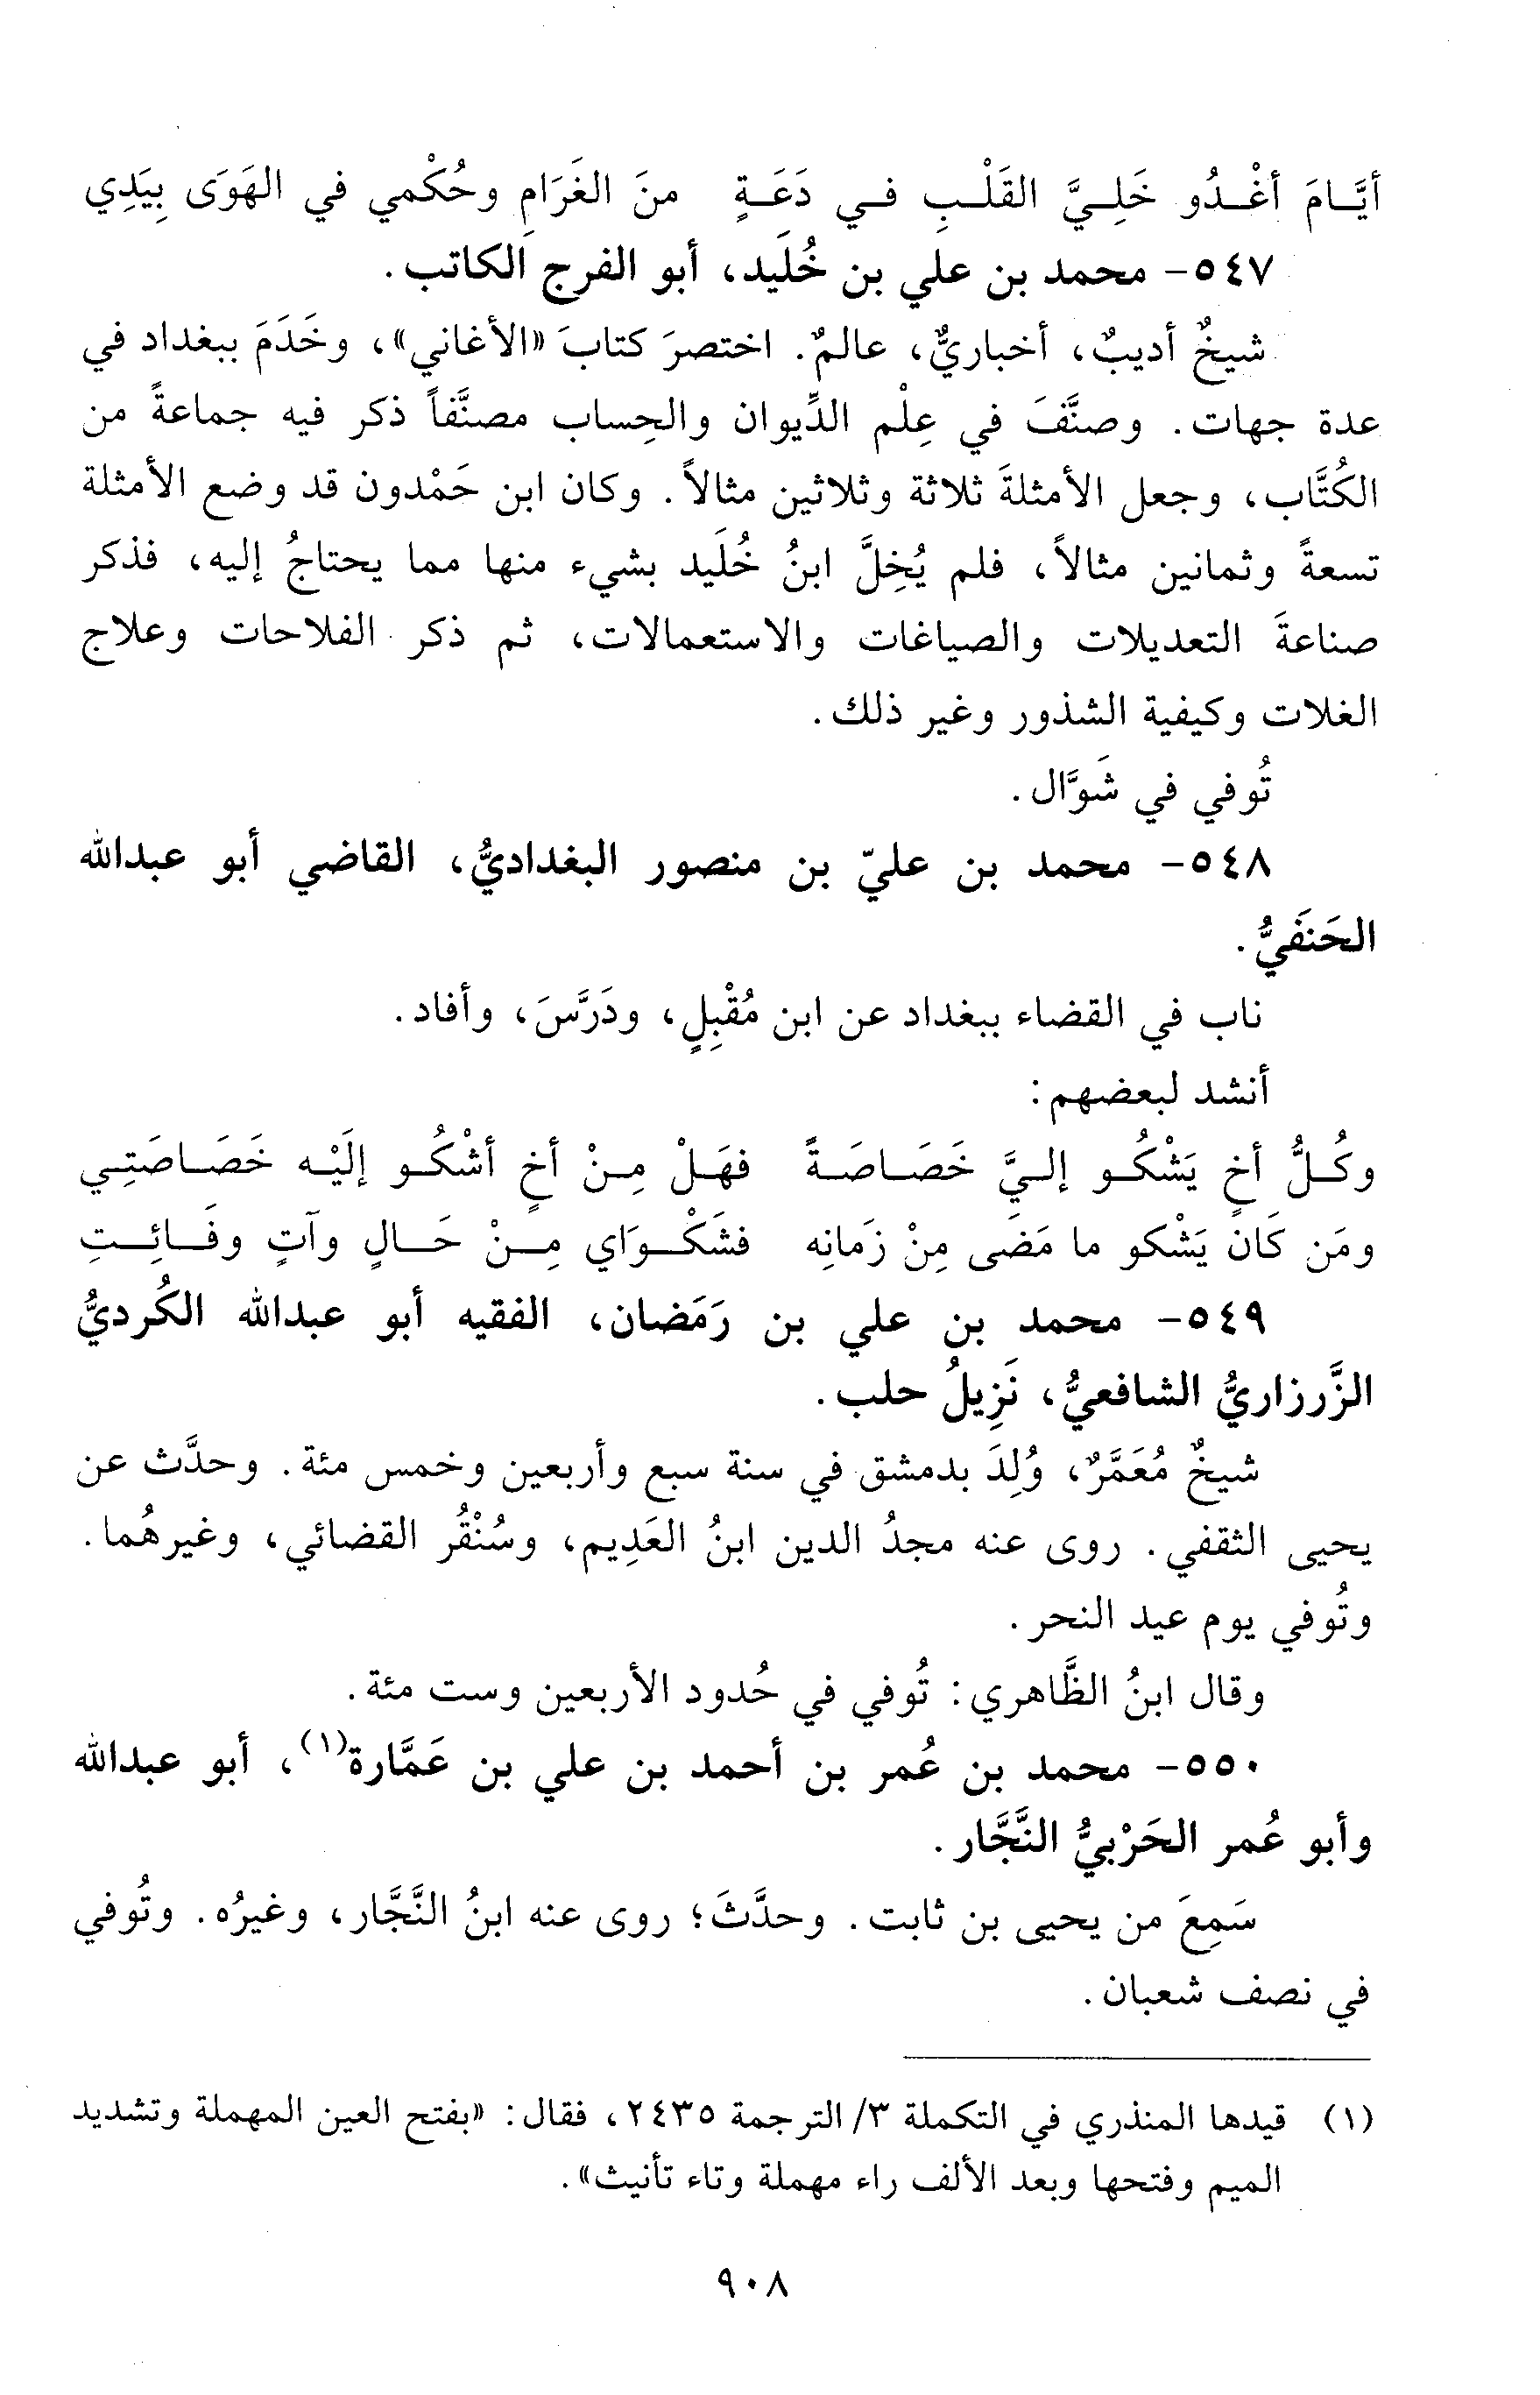 أيَّامَ أغْدُو خَلِيَّ القَلْبِ في دَعَةٍ منَ الغَرَامِ وحُكْمي في الهَوَى بِيَدِي
٥٤٧- محمد بن علي بن خُلَيد، أبو الفرج الكاتب.
شيخٌ أديبٌ، أخباريٌّ، عالمٌ. اختصرَ كتابَ «الأغاني»، وخَدَمَ ببغداد في
عدة جهات. وصنَّفَ في عِلْم الدِّيوان والحِساب مصنَّفاً ذكر فيه جماعةً من
الكُتَّاب، وجعل الأمثلةَ ثلاثة وثلاثين مثالاً. وكان ابن حَمْدون قد وضع الأمثلة
تسعةً وثمانين مثالاً، فلم يُخِلَّ ابنُ خُلَيد بشيء منها مما يحتاجُ إليه، فذكر
صناعةَ التعديلات والصياغات والاستعمالات، ثم ذكر الفلاحات وعلاج
الغلات وكيفية الشذور وغير ذلك.
تُوفي في شَوَّال.
٥٤٨- محمد بن عليّ بن منصور البغداديُّ، القاضي أبو عبدالله
الحَنفَيُّ.
ناب في القضاء ببغداد عن ابن مُقْبِلٍ، ودَرَّسَ، وأفاد.
أنشد لبعضهم:
وكُلُّ أخٍ يَشْكُو إليَّ خَصَاصَةً فهَلْ مِنْ أخٍ أشْكُو إلَيْه خَصَاصَتِي
ومَن كَانَ يَشْكو ما مَضَى مِنْ زَمَانِه فشَكْوَاي مِنْ حَالٍ وآتٍ وفَائِتِ
٥٤٩- محمد بن علي بن رَمَضان، الفقيه أبو عبدالله الكُرديُّ
الزَّرزاريُّ الشافعيُّ، نَزِيلُ حلب.
شيخٌ مُعَمَّرٌ، وُلِدَ بدمشق في سنة سبع وأربعين وخمس مئة. وحدَّث عن
يحيى الثقفي. روى عنه مجدُ الدين ابنُ العَدِيم، وسُنْقُر القضائي، وغيرهُما.
وتُوفي يوم عيد النحر.
وقال ابنُ الظَّاهري: تُوفي في حُدود الأربعين وست مئة.
٥٥٠- محمد بن عُمر بن أحمد بن علي بن عَمَّارة(١)، أبو عبدالله
وأبو عُمر الحَرْبيُّ النَّجَّار.
سَمِعَ من يحيى بن ثابت. وحدَّثَ؛ روى عنه ابنُ النَّجَّار، وغيرُه. وتُوفي
في نصف شعبان.
(١) قيدها المنذري في التكملة ٣/ الترجمة ٢٤٣٥، فقال: «بفتح العين المهملة وتشديد
الميم وفتحها وبعد الألف راء مهملة وتاء تأنيث».
٩٠٨